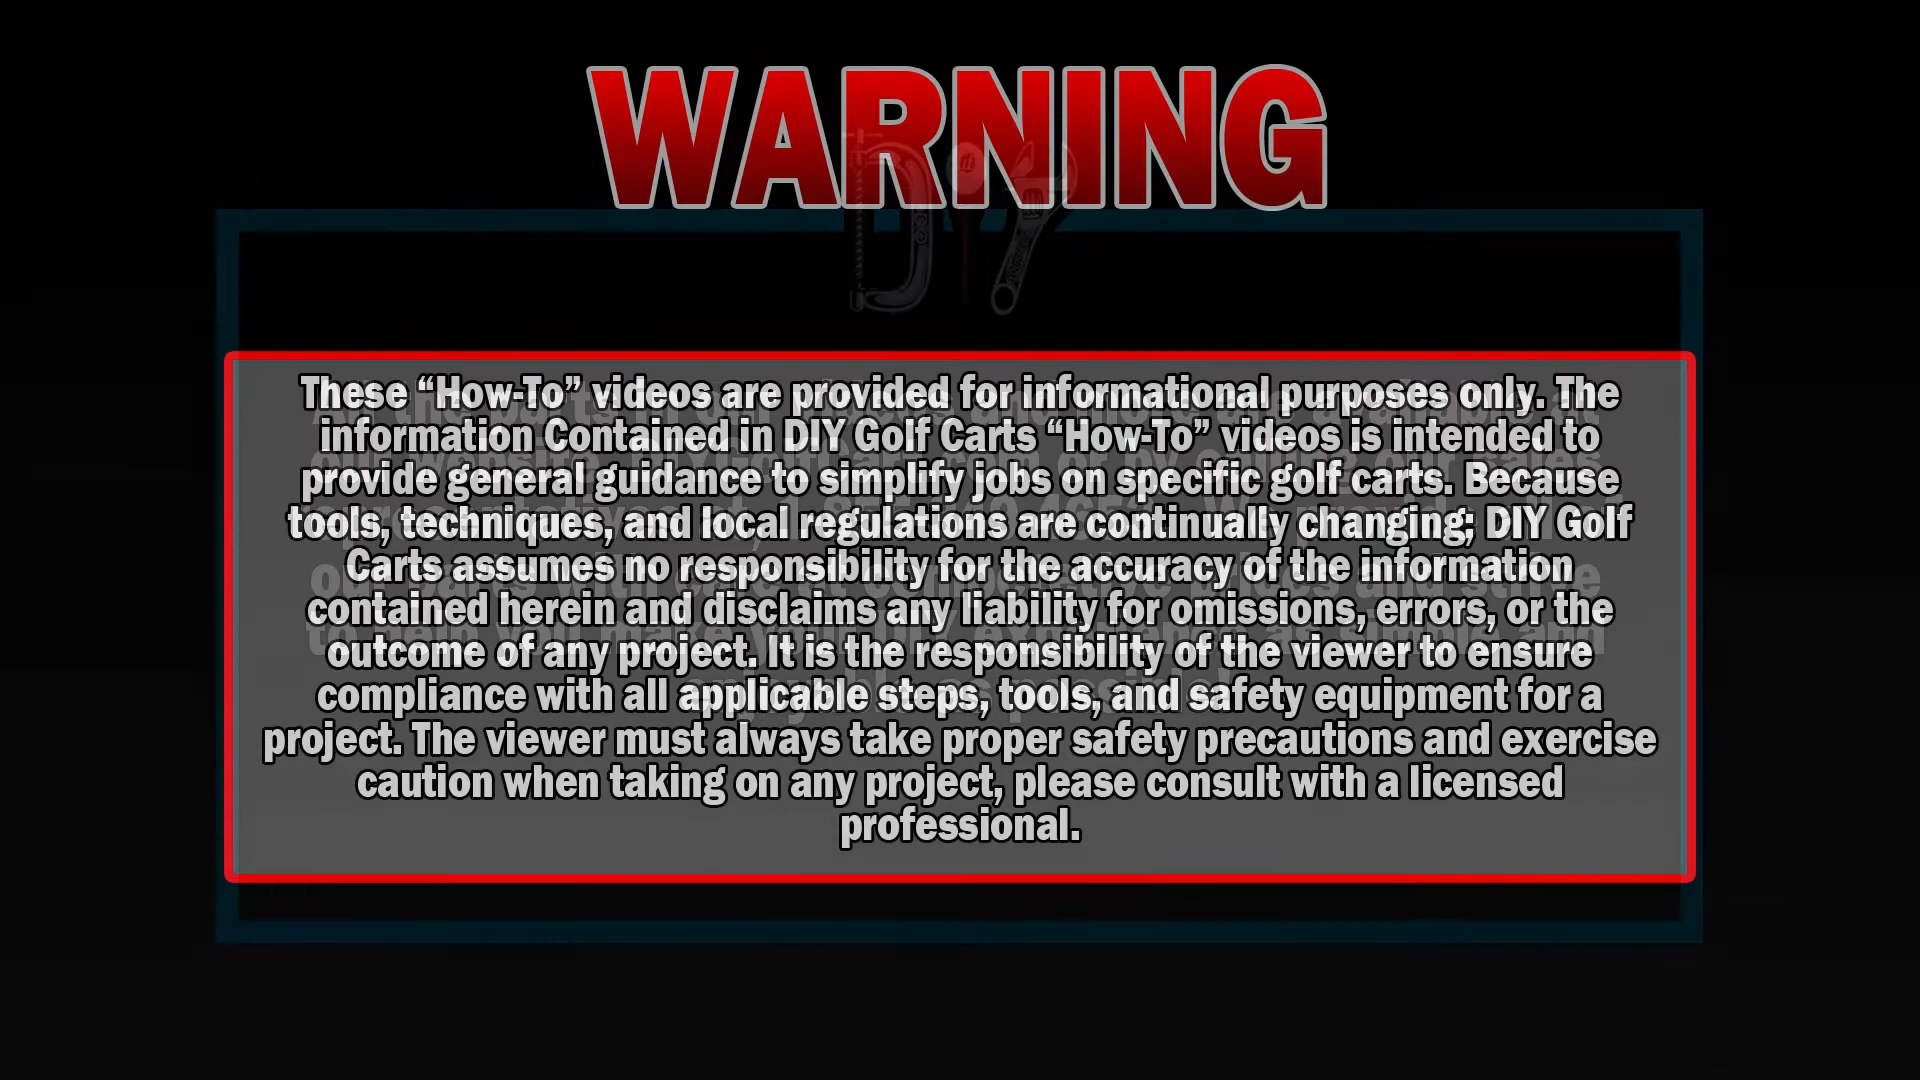 WARNING
These “How-To” videos are provided for informational purposes only. The
information Contained in DIY Golf Carts “How-To” videos is intended to
provide general guidance to simplify jobs on specific golf carts. Because
tools, techniques, and local regulations are continually changing; DIY Golf
Carts assumes no responsibility for the accuracy of the information
contained herein and disclaims any liability for omissions, errors, or the
outcome of any project. It is the responsibility of the viewer to ensure
compliance with all applicable steps, tools, and safety equipment for a
project. The viewer must always take proper safety precautions and exercise
caution when taking on any project, please consult with a licensed
professional.